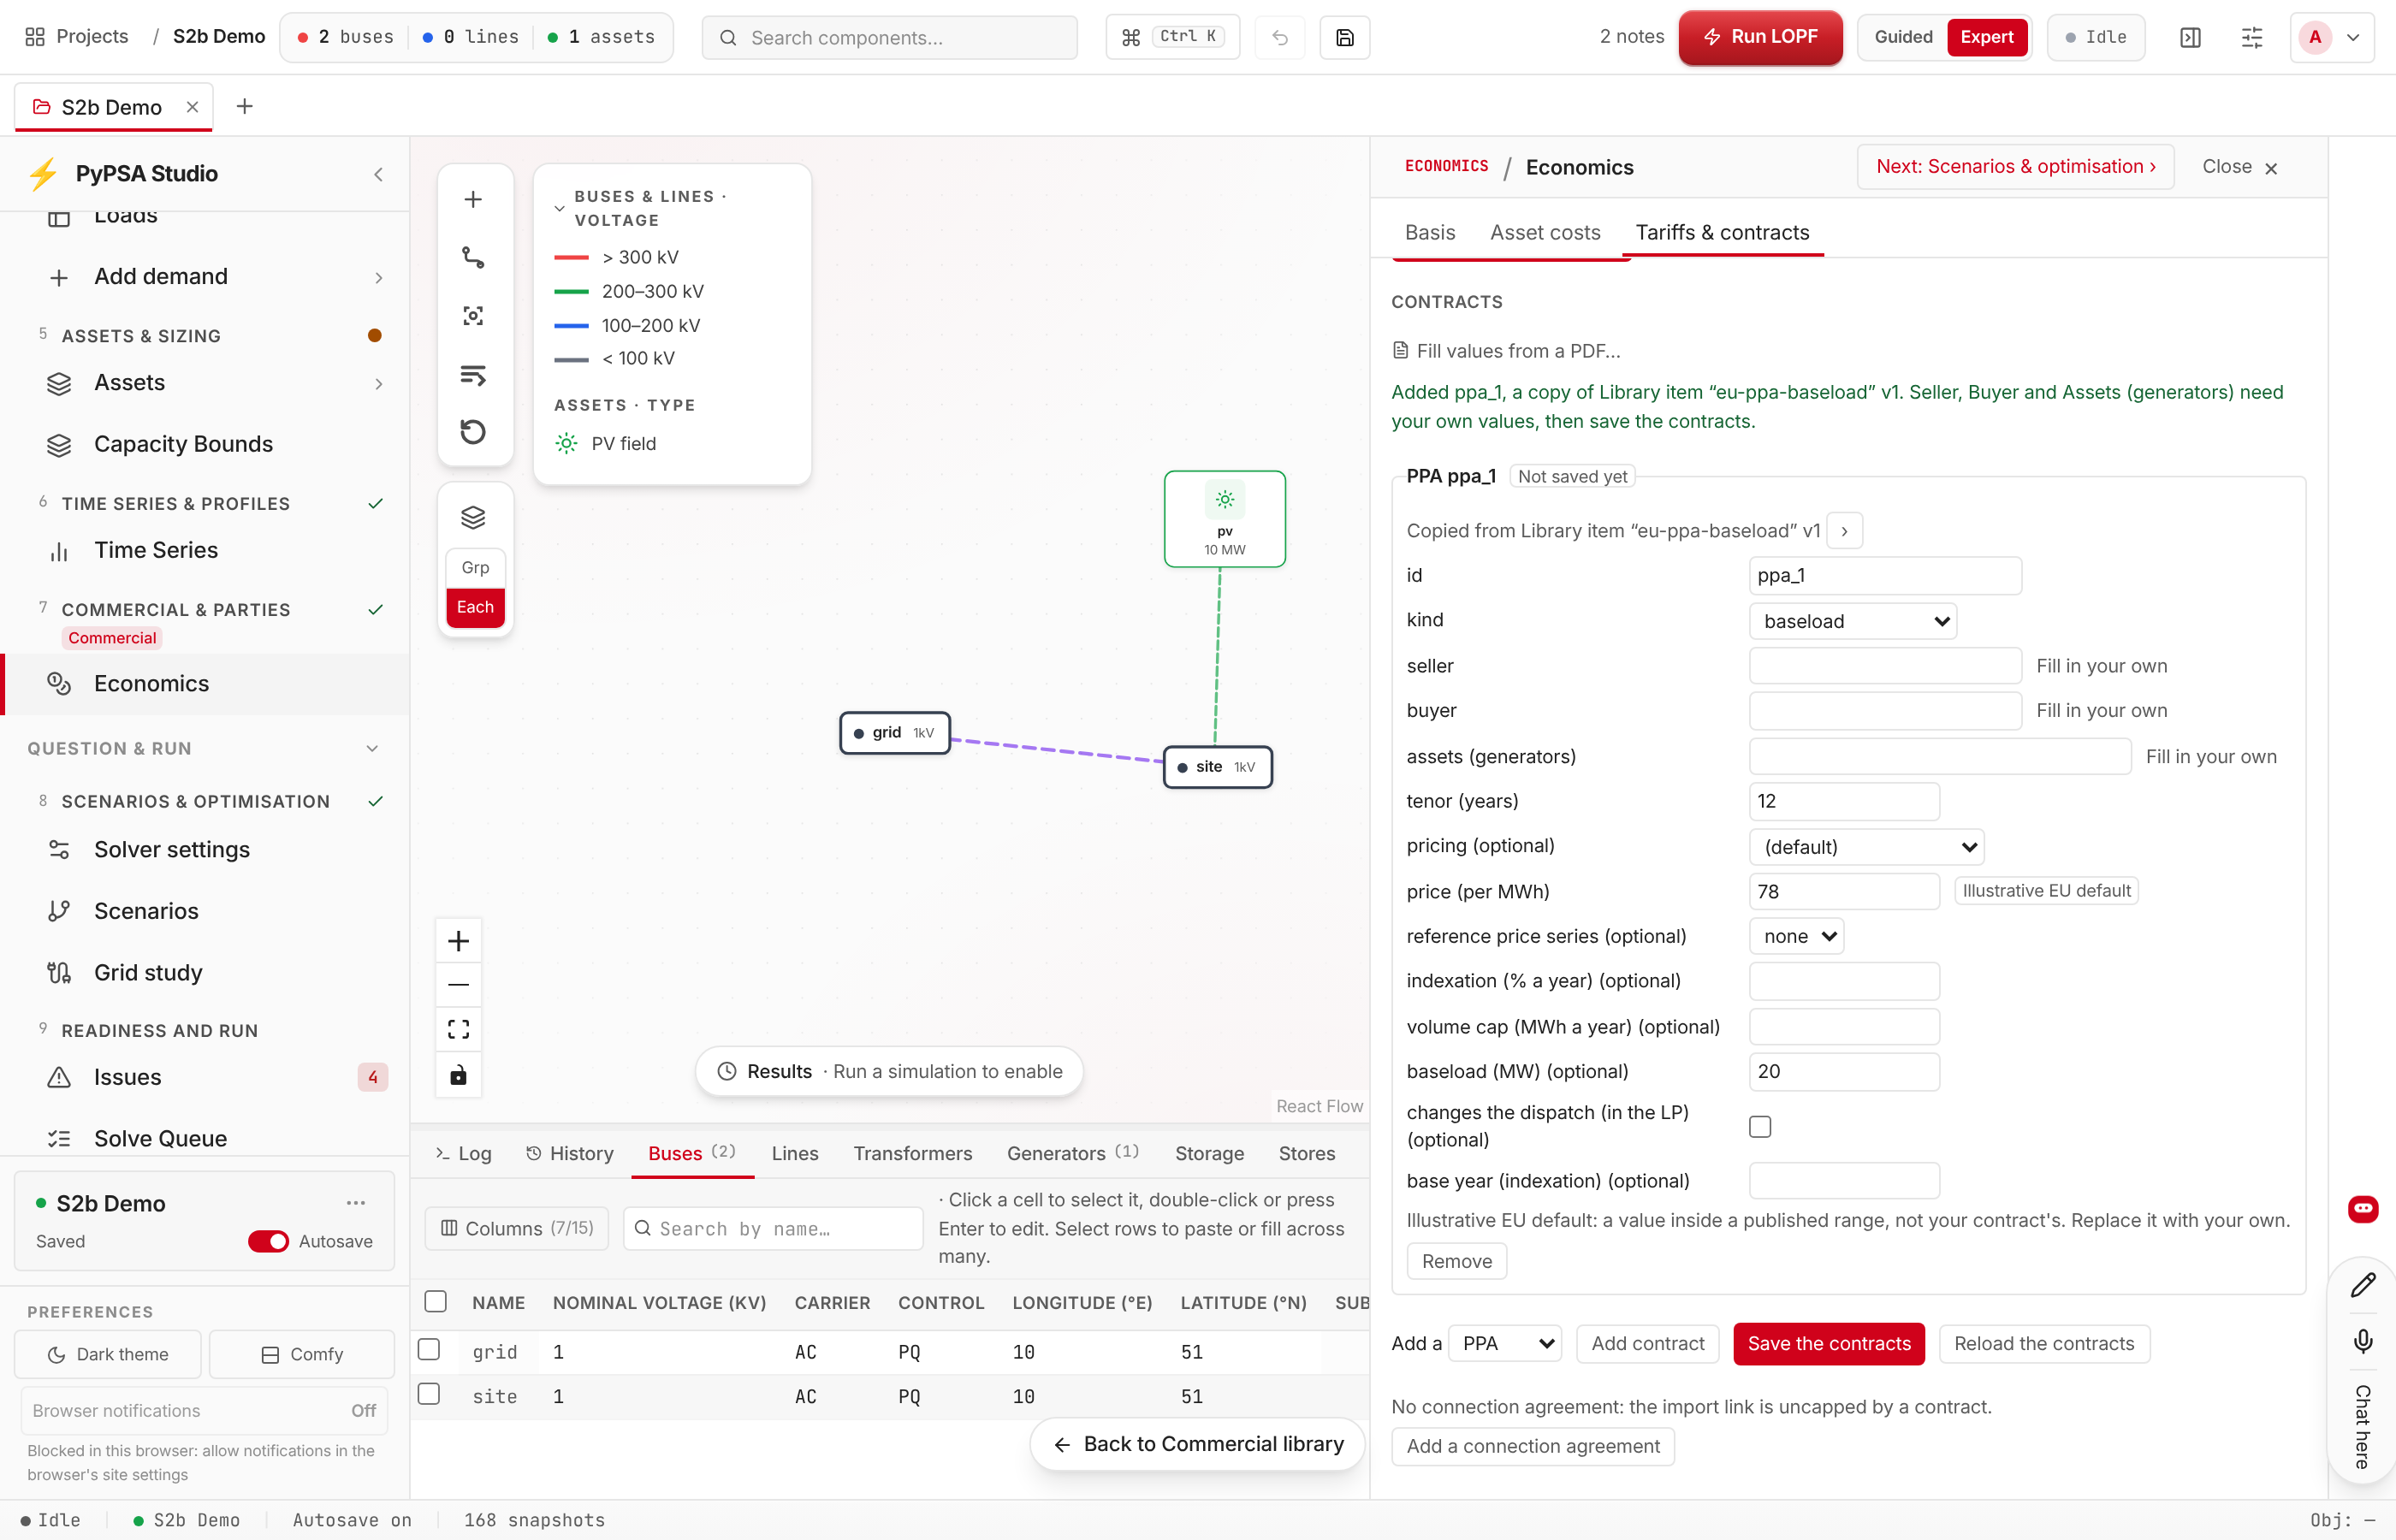 Projects / S2b Demo
2 buses 0 lines 1 assets
Search components...
Ctrl K
2 notes
Run LOPF
Guided Expert
Idle
A
S2b Demo
PyPSA Studio
Loads
Add demand
5 ASSETS & SIZING
Assets
Capacity Bounds
6 TIME SERIES & PROFILES
Time Series
7 COMMERCIAL & PARTIES
Commercial
Economics
QUESTION & RUN
8 SCENARIOS & OPTIMISATION
Solver settings
Scenarios
Grid study
9 READINESS AND RUN
Issues 4
Solve Queue
S2b Demo
Saved Autosave
PREFERENCES
Dark theme Comfy
Browser notifications Off
Blocked in this browser: allow notifications in the
browser's site settings
Grp
Each
BUSES & LINES ·
VOLTAGE
> 300 kV
200–300 kV
100–200 kV
< 100 kV
ASSETS · TYPE
PV field
pv
10 MW
grid 1kV
site 1kV
Results · Run a simulation to enable
React Flow
Log History Buses (2) Lines Transformers Generators (1) Storage Stores
Columns (7/15)
Search by name…
· Click a cell to select it, double-click or press
Enter to edit. Select rows to paste or fill across
many.
NAME NOMINAL VOLTAGE (KV) CARRIER CONTROL LONGITUDE (°E) LATITUDE (°N) SUB
grid 1 AC PQ 10 51
site 1 AC PQ 10 51
Back to Commercial library
ECONOMICS / Economics
Next: Scenarios & optimisation ›
Close
Basis Asset costs Tariffs & contracts
CONTRACTS
Fill values from a PDF...
Added ppa_1, a copy of Library item “eu-ppa-baseload” v1. Seller, Buyer and Assets (generators) need
your own values, then save the contracts.
PPA ppa_1 Not saved yet
Copied from Library item “eu-ppa-baseload” v1 ›
id ppa_1
kind baseload
seller Fill in your own
buyer Fill in your own
assets (generators) Fill in your own
tenor (years) 12
pricing (optional) (default)
price (per MWh) 78 Illustrative EU default
reference price series (optional) none
indexation (% a year) (optional)
volume cap (MWh a year) (optional)
baseload (MW) (optional) 20
changes the dispatch (in the LP)
(optional)
base year (indexation) (optional)
Illustrative EU default: a value inside a published range, not your contract's. Replace it with your own.
Remove
Add a PPA Add contract Save the contracts Reload the contracts
No connection agreement: the import link is uncapped by a contract.
Add a connection agreement
Chat here
Idle S2b Demo Autosave on 168 snapshots Obj: —